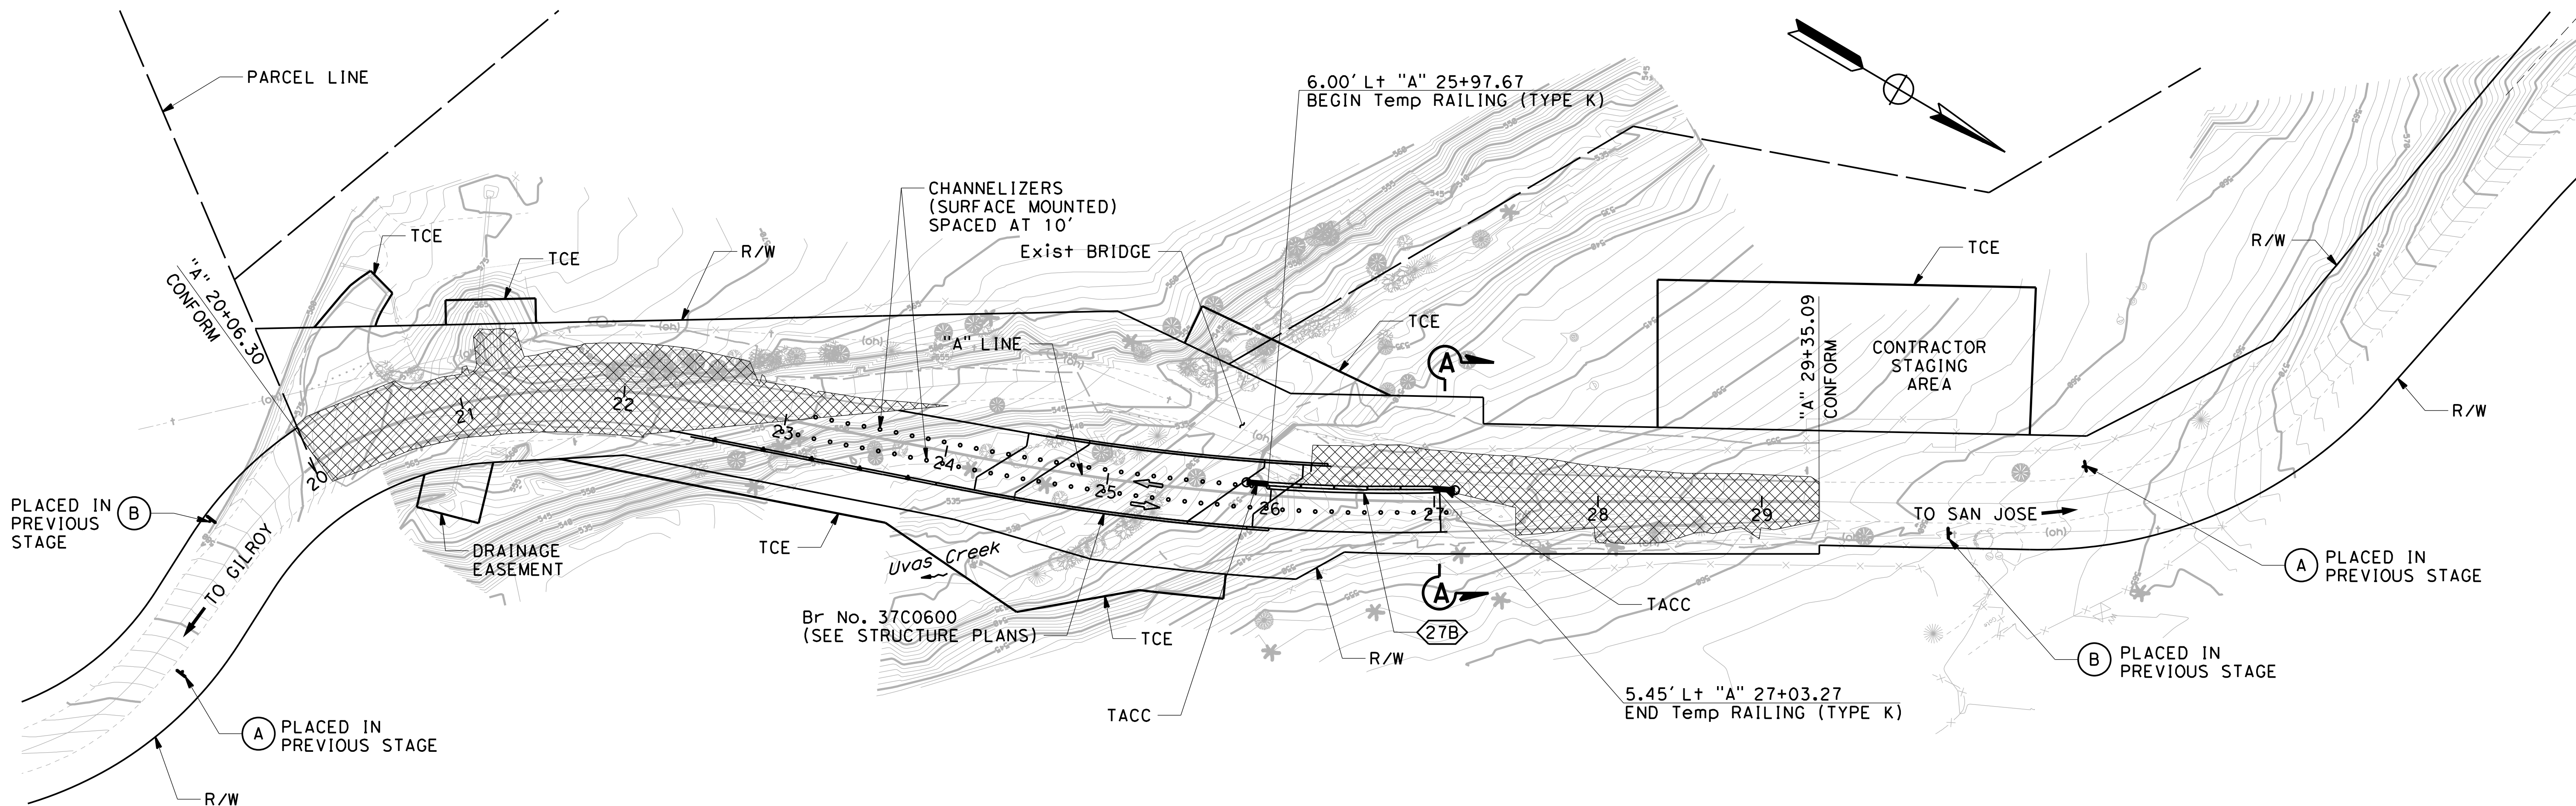 PARCEL LINE
6.00' Lt "A" 25+97.67
BEGIN Temp RAILING (TYPE K)
CHANNELIZERS
(SURFACE MOUNTED)
SPACED AT 10'
Exist BRIDGE
TCE
TCE
R/W
TCE
R/W
"A" 20+06.30
CONFORM
"A" LINE
TCE
A
"A" 29+35.09
CONFORM
CONTRACTOR
STAGING
AREA
R/W
20
21
22
23
24
25
26
27
28
29
PLACED IN
PREVIOUS
STAGE
B
TO GILROY
DRAINAGE
EASEMENT
TCE
Uvas Creek
TO SAN JOSE
A
PLACED IN
PREVIOUS STAGE
A
TACC
27B
Br No. 37C0600
(SEE STRUCTURE PLANS)
TCE
R/W
B
PLACED IN
PREVIOUS STAGE
5.45' Lt "A" 27+03.27
END Temp RAILING (TYPE K)
TACC
A
PLACED IN
PREVIOUS STAGE
R/W